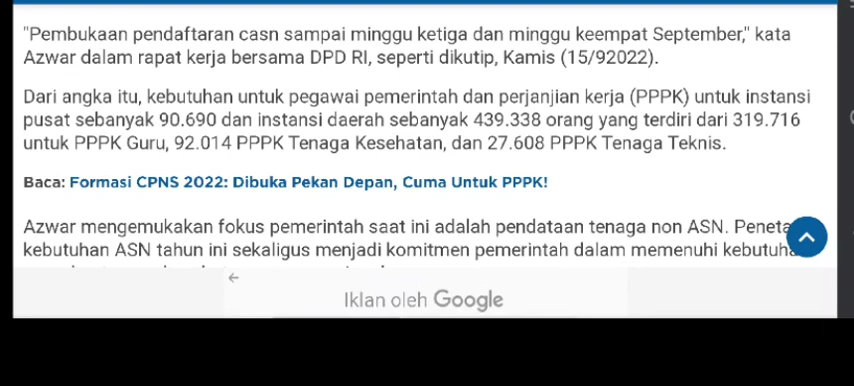 "Pembukaan pendaftaran casn sampai minggu ketiga dan minggu keempat September," kata
Azwar dalam rapat kerja bersama DPD RI, seperti dikutip, Kamis (15/92022).
Dari angka itu, kebutuhan untuk pegawai pemerintah dan perjanjian kerja (PPPK) untuk instansi
pusat sebanyak 90.690 dan instansi daerah sebanyak 439.338 orang yang terdiri dari 319.716
untuk PPPK Guru, 92.014 PPPK Tenaga Kesehatan, dan 27.608 PPPK Tenaga Teknis.
Baca: Formasi CPNS 2022: Dibuka Pekan Depan, Cuma Untuk PPPK!
Azwar mengemukakan fokus pemerintah saat ini adalah pendataan tenaga non ASN.
kebutuhan ASN tahun ini sekaligus menjadi komitmen pemerintah dalam memenuhi
Iklan oleh Google